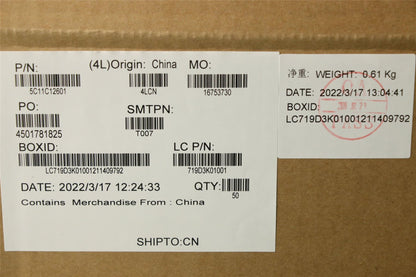 P/N:
(4L)Origin: China
MO:
5C11C12601
4LCN
16753730
PO:
SMTPN:
4501781825
T007
BOXID:
LC P/N:
LC719D3K01001211409792
719D3K01001
DATE: 2022/3/17 12:24:33
QTY:
50
Contains Merchandise From : China
SHIPTO:CN
净重: WEIGHT: 0.61 Kg
DATE: 2022/3/17 13:04:41
BOXID:
LC719D3K01001211409792